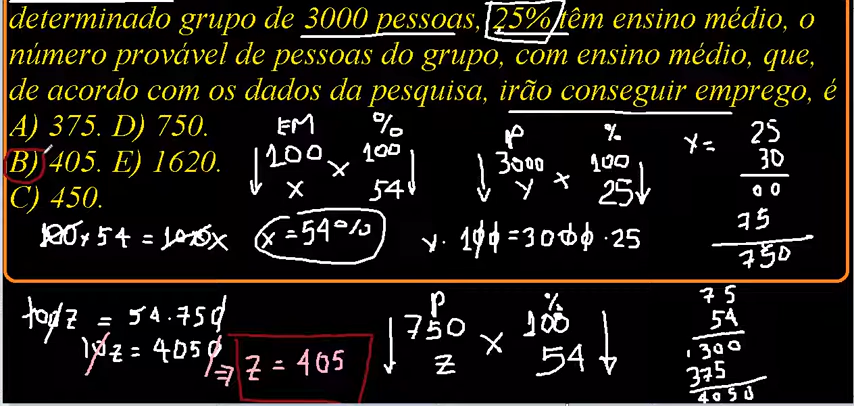 determinado grupo de 3000 pessoas, 25% têm ensino médio, o
número provável de pessoas do grupo, com ensino médio, que,
de acordo com os dados da pesquisa, irão conseguir emprego, é
A) 375. D) 750.
B) 405. E) 1620.
C) 450.
EM %
100 x 100
x 54
100 x 54 = 100x
x = 54%
P %
3000 x 100
y 25
y . 100 = 3000 . 25
y = 25
30
00
75
750
100z = 54.750
10z = 4050
⇒ z = 405
P %
750 x 100
z 54
75
54
300
375
4050